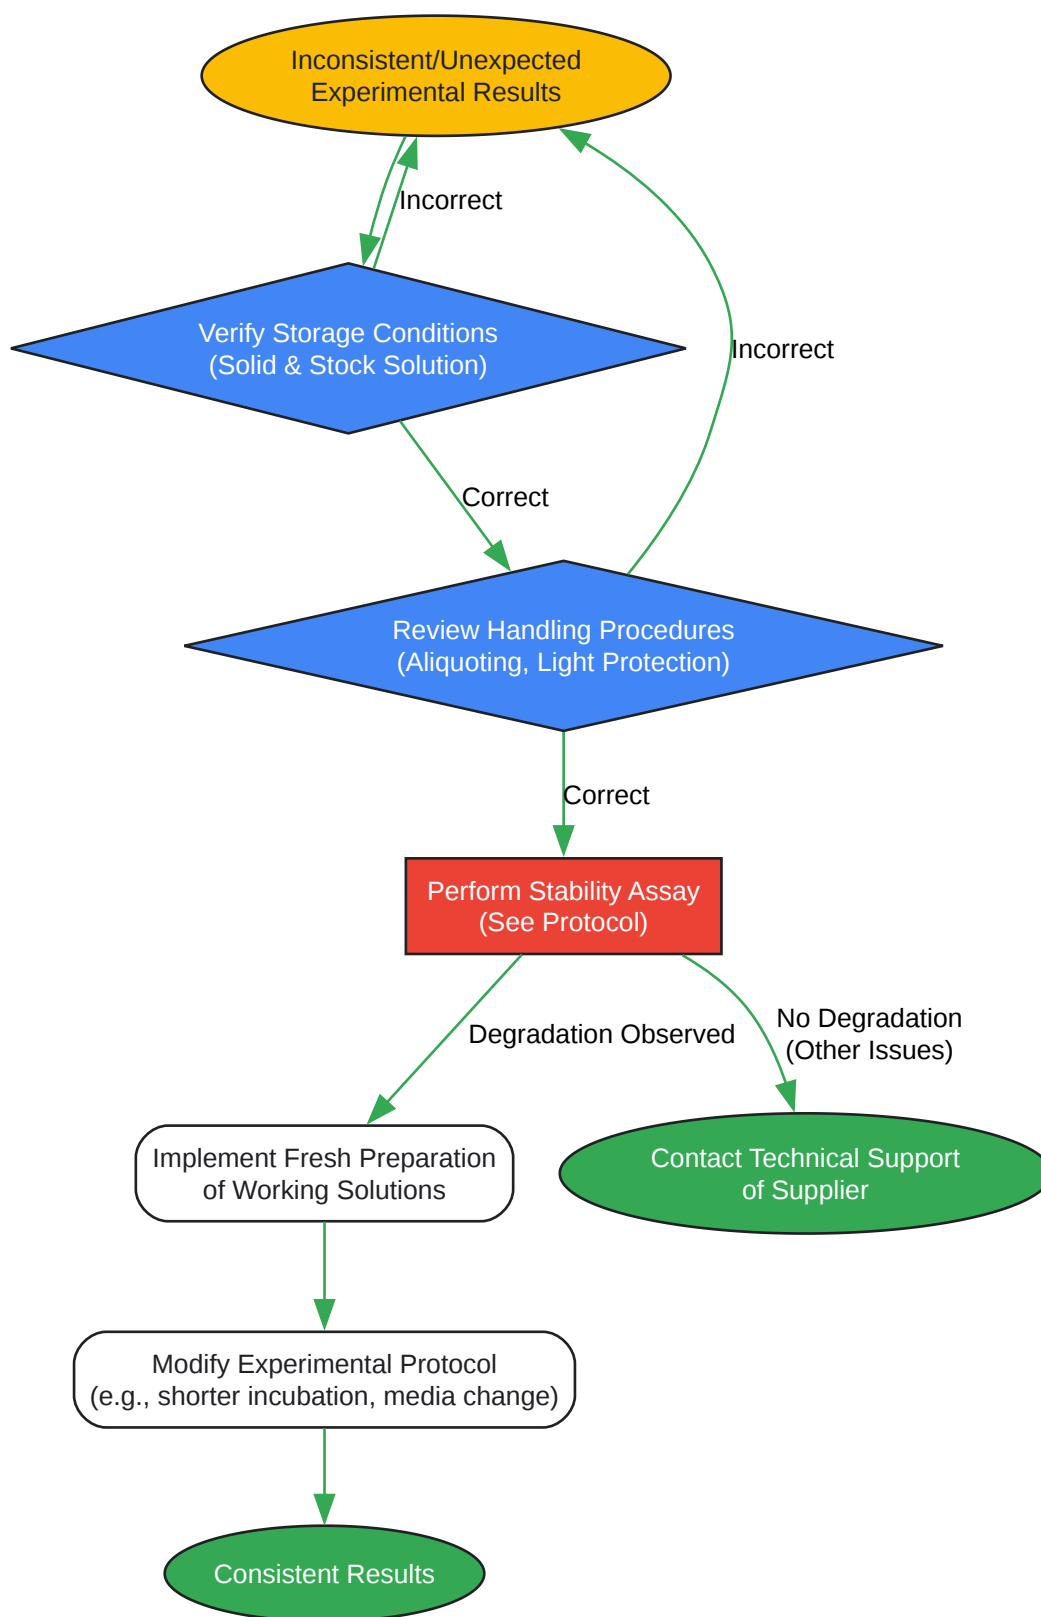 Inconsistent/Unexpected
Experimental Results
Incorrect
Verify Storage Conditions
(Solid & Stock Solution)
Incorrect
Correct
Review Handling Procedures
(Aliquoting, Light Protection)
Correct
Perform Stability Assay
(See Protocol)
Degradation Observed
No Degradation
(Other Issues)
Implement Fresh Preparation
of Working Solutions
Contact Technical Support
of Supplier
Modify Experimental Protocol
(e.g., shorter incubation, media change)
Consistent Results